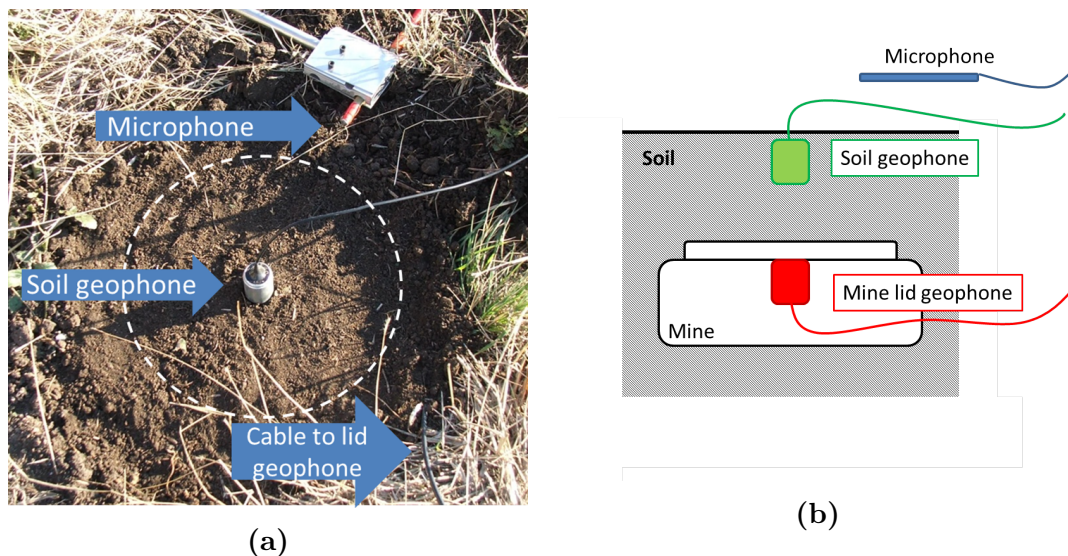 Microphone
Soil geophone
Cable to lid
geophone
(a)
Microphone
Soil
Soil geophone
Mine lid geophone
Mine
(b)